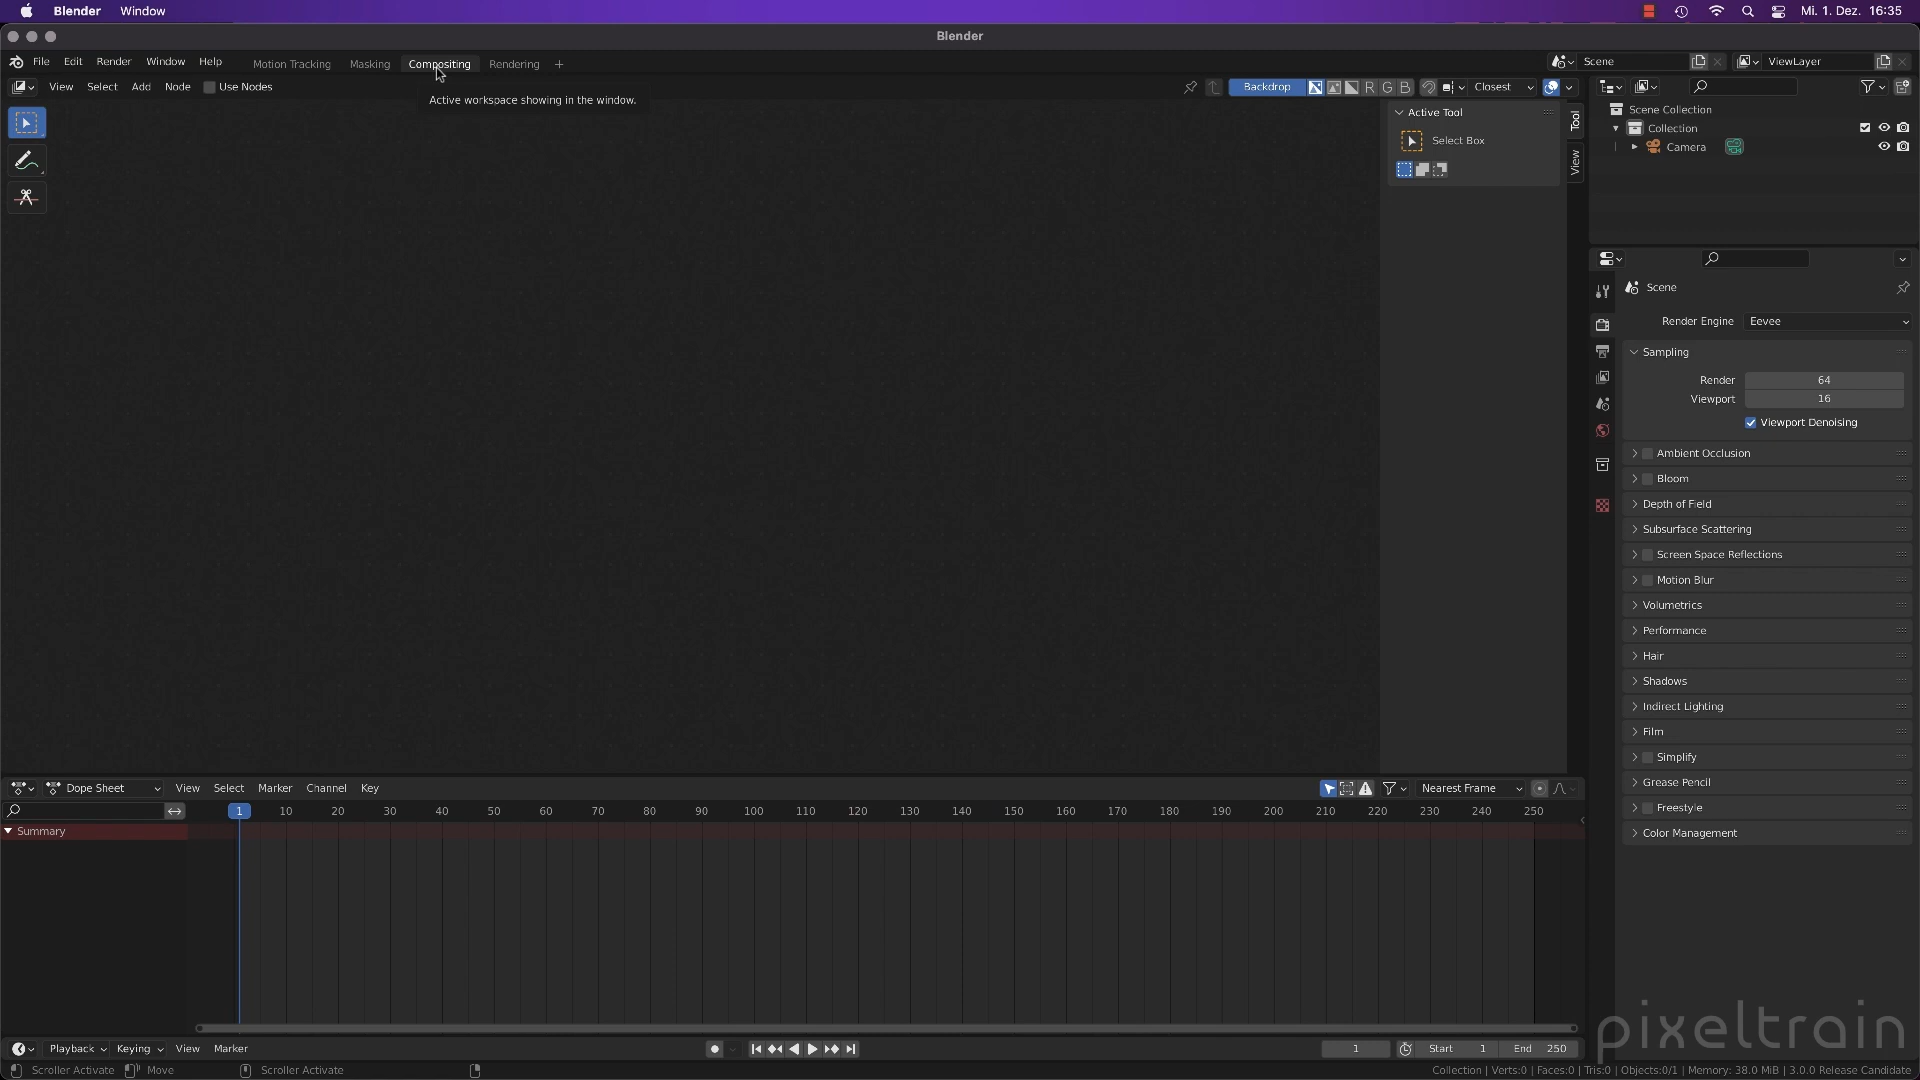 Blender Window Mi. 1. Dez. 16:35
Blender
File Edit Render Window Help Motion Tracking Masking Compositing Rendering + Scene ViewLayer
View Select Add Node Use Nodes Backdrop R G B Closest
Active workspace showing in the window.
Active Tool
Select Box
Tool
View
Scene Collection
Collection
Camera
Scene
Render Engine Eevee
Sampling
Render 64
Viewport 16
Viewport Denoising
Ambient Occlusion
Bloom
Depth of Field
Subsurface Scattering
Screen Space Reflections
Motion Blur
Volumetrics
Performance
Hair
Shadows
Indirect Lighting
Film
Simplify
Grease Pencil
Freestyle
Color Management
Dope Sheet View Select Marker Channel Key Nearest Frame
1 10 20 30 40 50 60 70 80 90 100 110 120 130 140 150 160 170 180 190 200 210 220 230 240 250
Summary
Playback Keying View Marker 1 Start 1 End 250
Scroller Activate Move Scroller Activate Collection | Verts:0 | Faces:0 | Tris:0 | Objects:0/1 | Memory: 38.0 MiB | 3.0.0 Release Candidate
pixeltrain